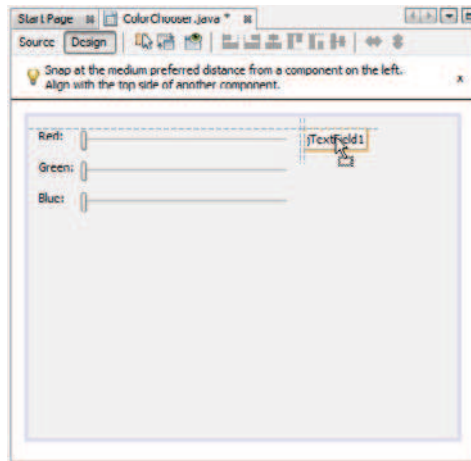 Start Page ColorChooser.java *
Source Design
Snap at the medium preferred distance from a component on the left.
Align with the top side of another component.
x
Red: jTextField1
Green:
Blue: